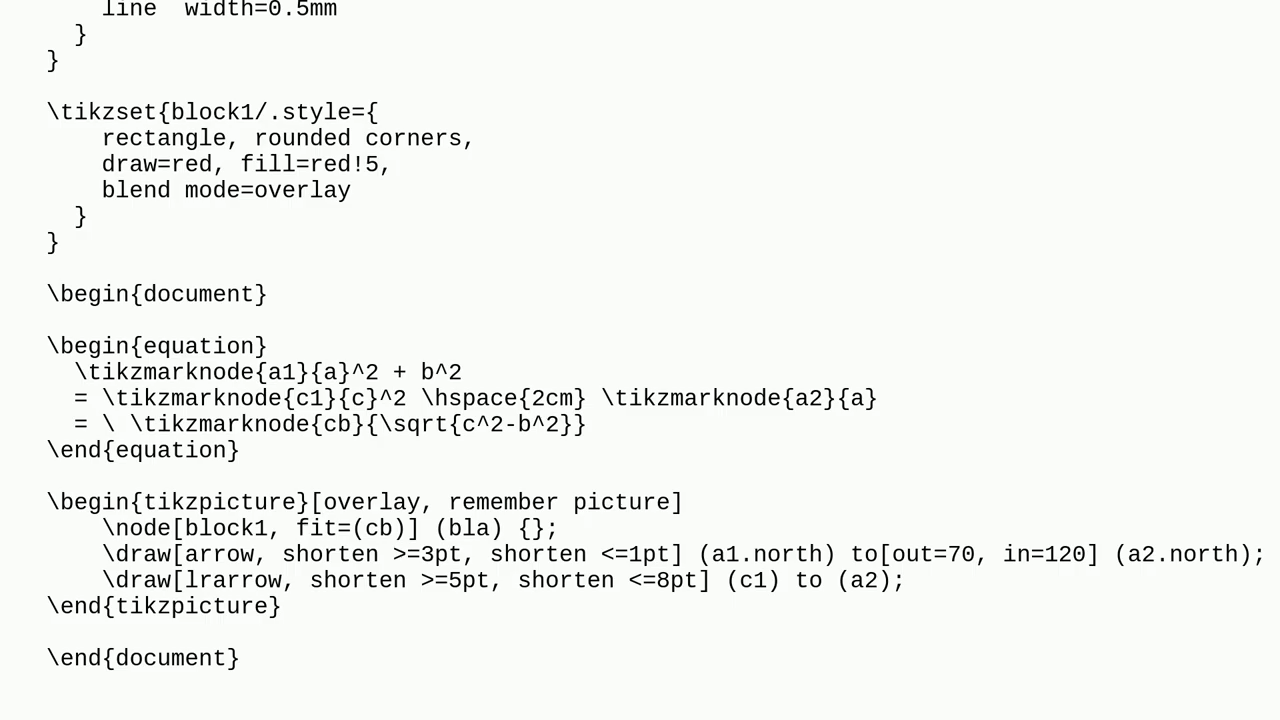 line  width=0.5mm
}
}
\tikzset{block1/.style={
rectangle, rounded corners,
draw=red, fill=red!5,
blend mode=overlay
}
}
\begin{document}
\begin{equation}
\tikzmarknode{a1}{a}^2 + b^2
= \tikzmarknode{c1}{c}^2 \hspace{2cm} \tikzmarknode{a2}{a}
= \ \tikzmarknode{cb}{\sqrt{c^2-b^2}}
\end{equation}
\begin{tikzpicture}[overlay, remember picture]
\node[block1, fit=(cb)] (bla) {};
\draw[arrow, shorten >=3pt, shorten <=1pt] (a1.north) to[out=70, in=120] (a2.north);
\draw[lrarrow, shorten >=5pt, shorten <=8pt] (c1) to (a2);
\end{tikzpicture}
\end{document}